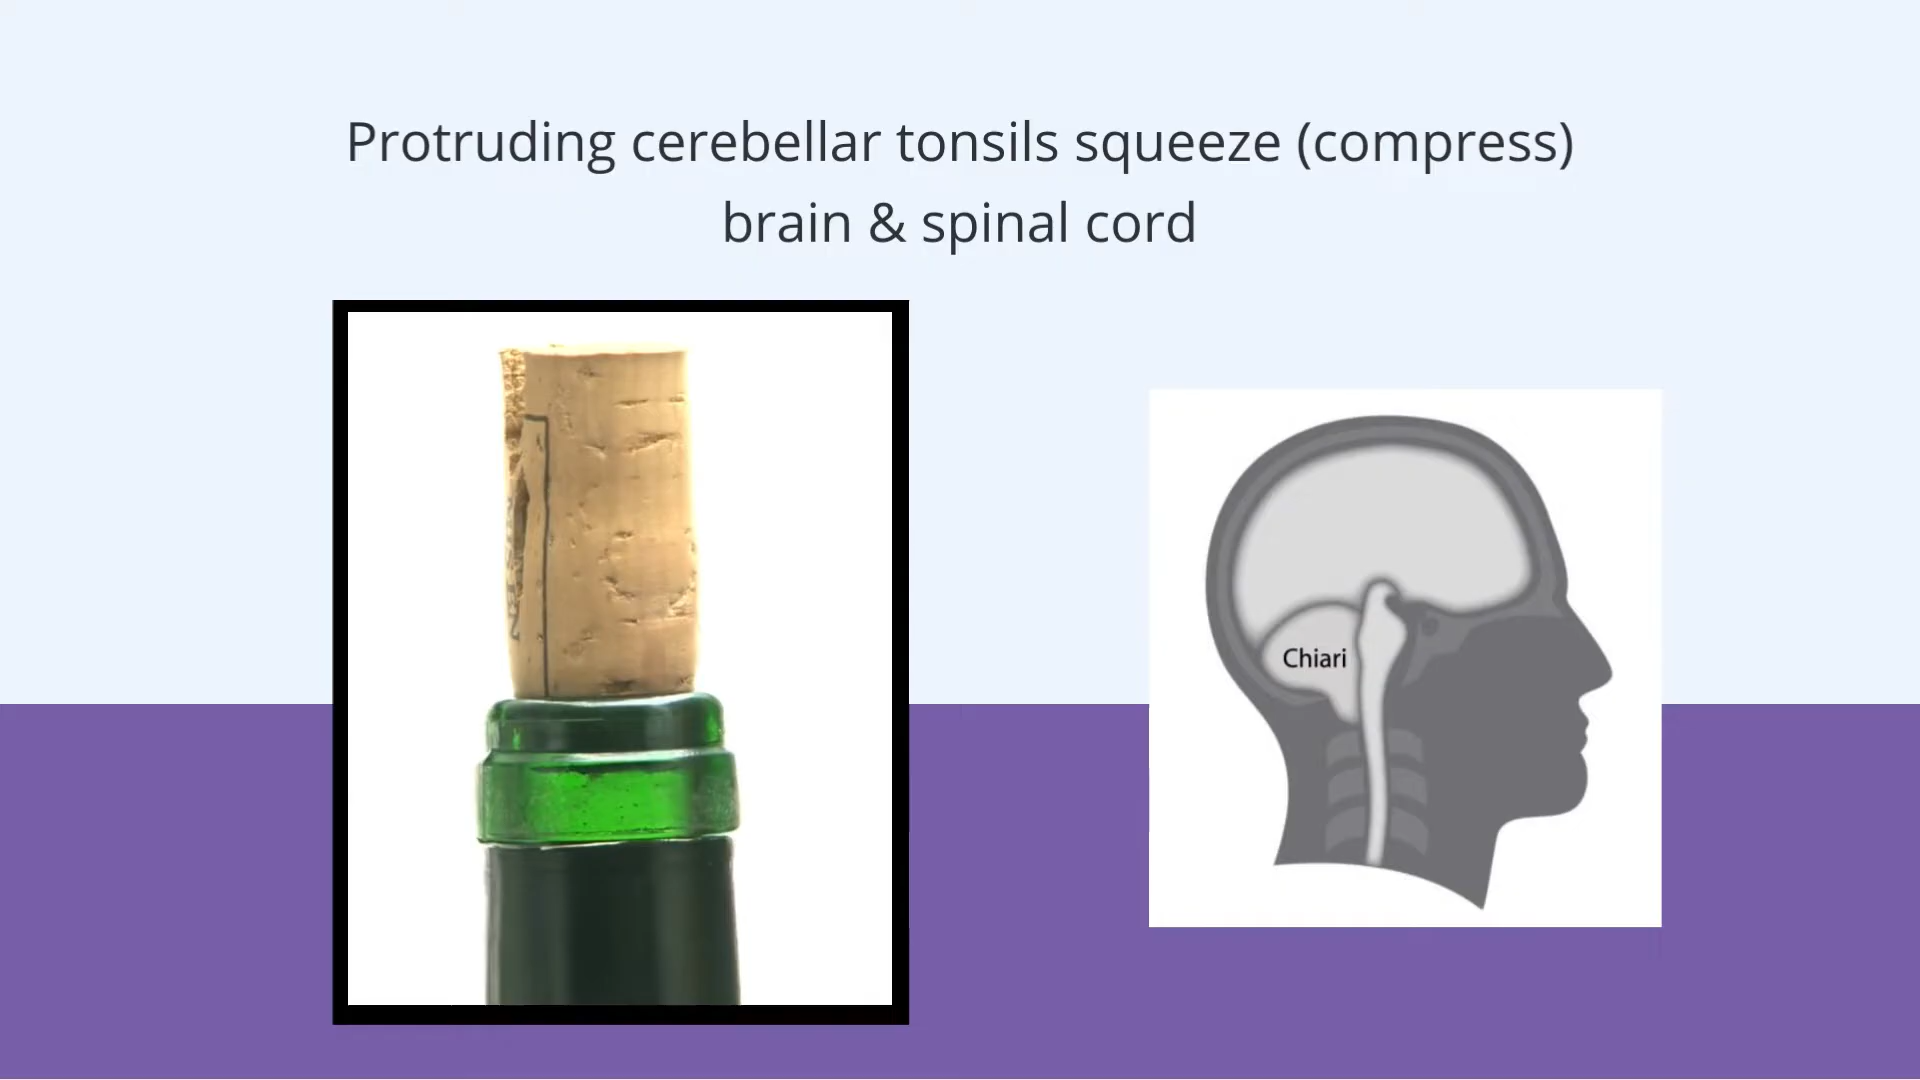 Protruding cerebellar tonsils squeeze (compress)
brain & spinal cord
Chiari